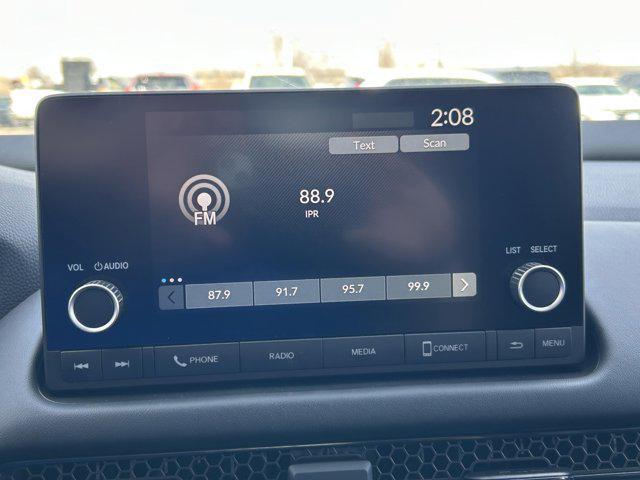 2:08
Text Scan
88.9
FM IPR
VOL AUDIO LIST SELECT
87.9 91.7 95.7 99.9
PHONE RADIO MEDIA CONNECT MENU